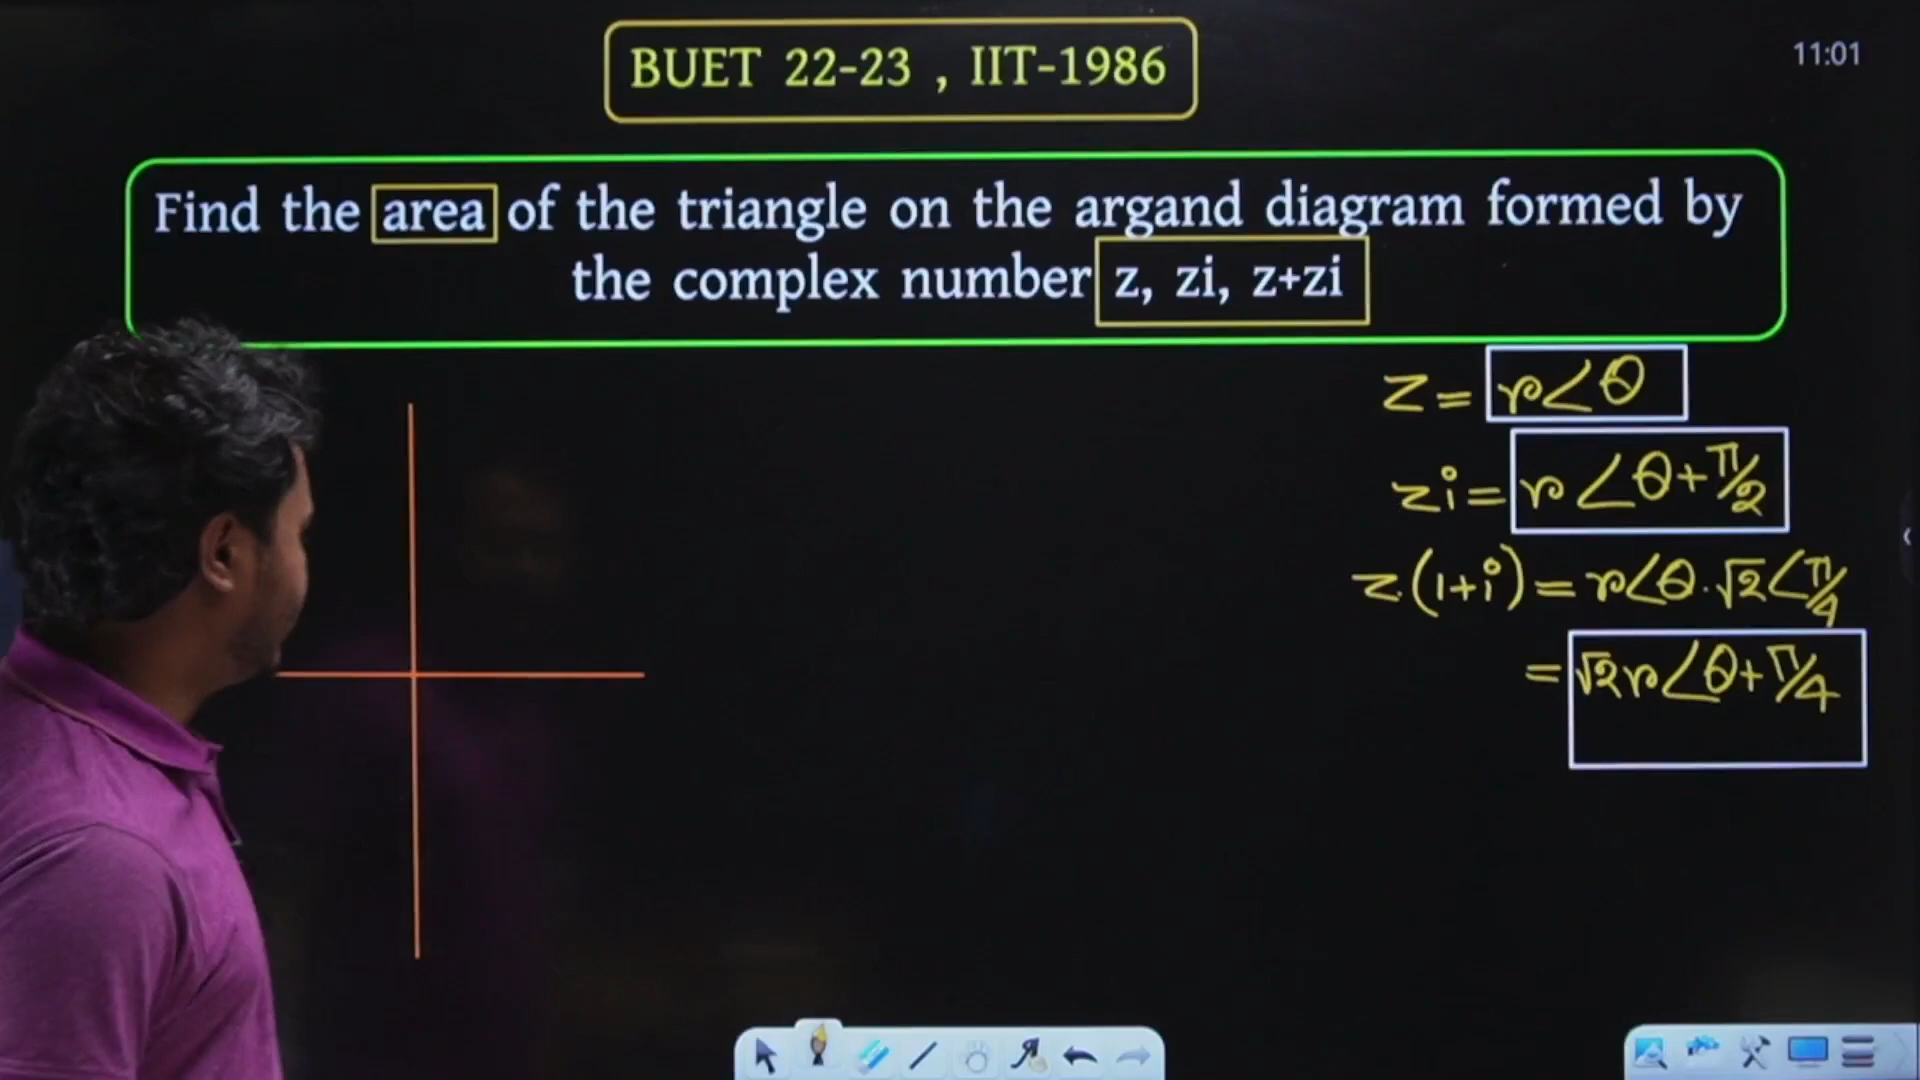 BUET 22-23 , IIT-1986
11:01
Find the area of the triangle on the argand diagram formed by
the complex number z, zi, z+zi
z = r∠θ
zi = r∠θ+π/2
z.(1+i) = r∠θ.√2∠π/4
= √2r∠θ+π/4